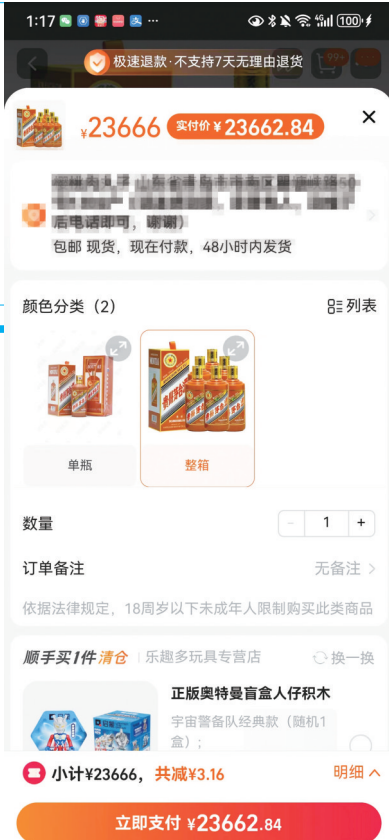 1:17
4G
100
极速退款·不支持7天无理由退货
99+
¥23666 实付价 ¥23662.84
后电话即可，谢谢）
包邮 现货，现在付款，48小时内发货
颜色分类（2）
列表
单瓶
整箱
数量
- 1 +
订单备注
无备注 >
依据法律规定，18周岁以下未成年人限制购买此类商品
顺手买1件 清仓 | 乐趣多玩具专营店
换一换
正版奥特曼盲盒人仔积木
宇宙警备队经典款（随机1
盒）；
小计¥23666，共减¥3.16
明细
立即支付 ¥23662.84